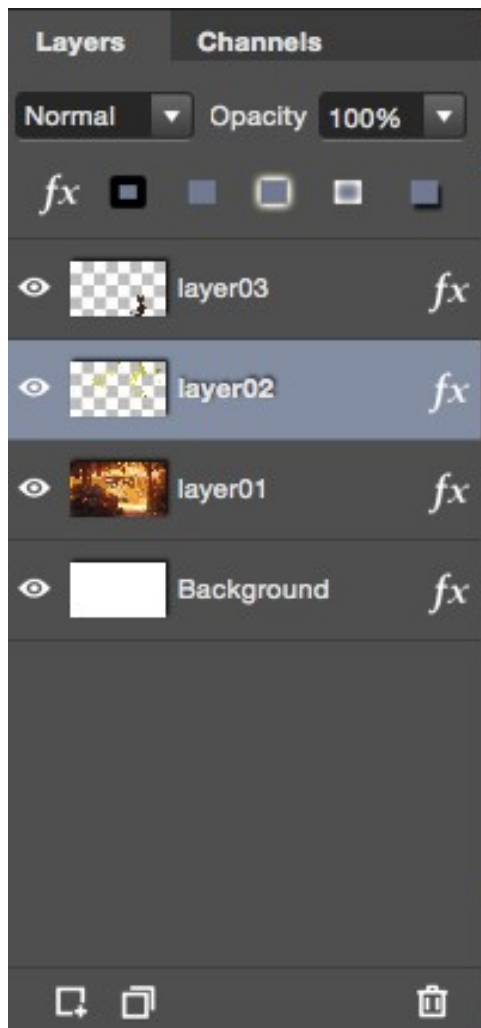 Layers Channels
Normal Opacity 100%
fx
layer03 fx
layer02 fx
layer01 fx
Background fx